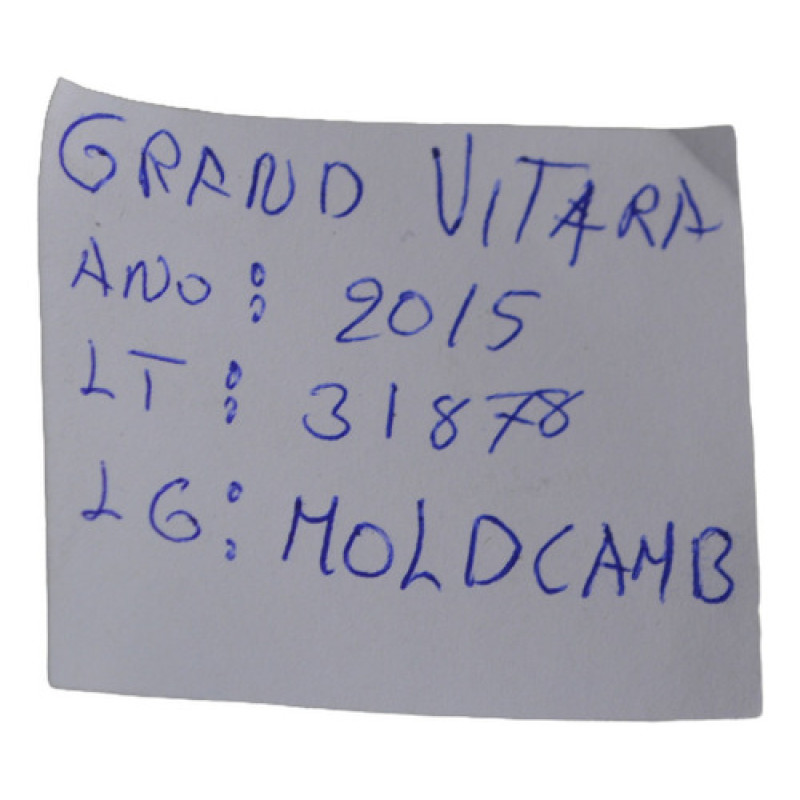 GRAND VITARA
ANO: 2015
LT: 31878
LG: MOLDCAMB